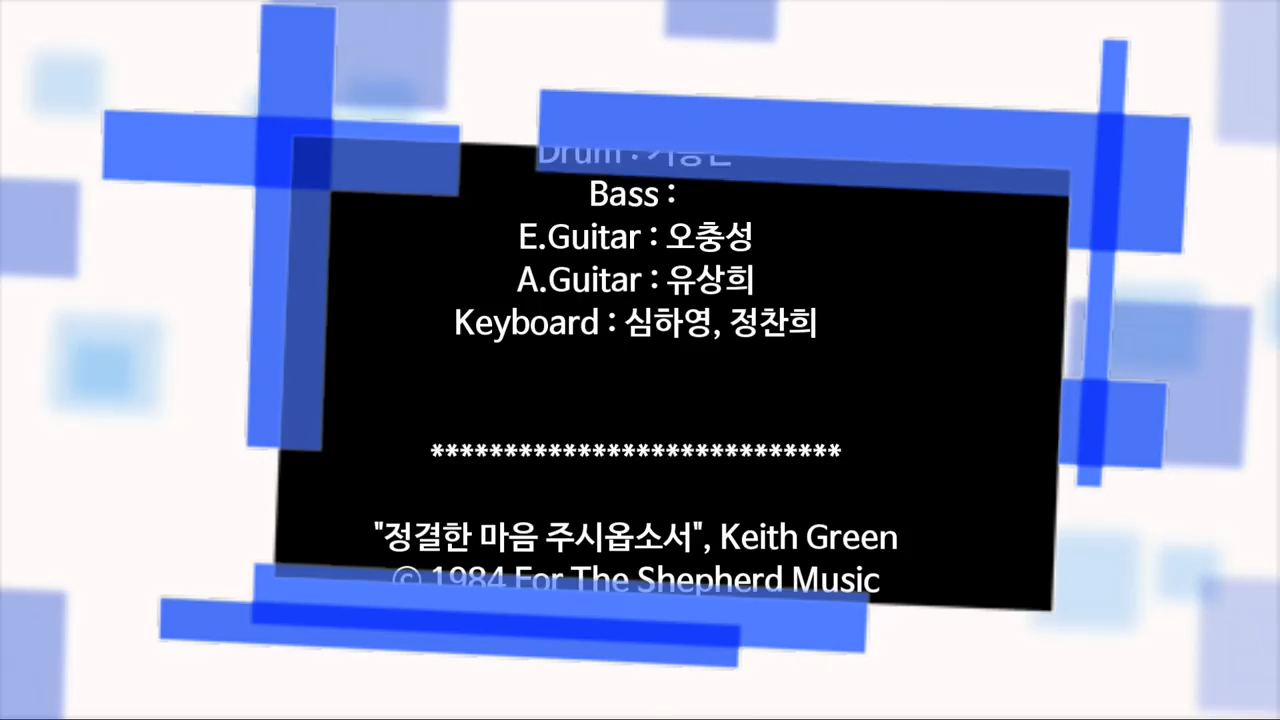 Drum :
Bass :
E.Guitar : 오충성
A.Guitar : 유상희
Keyboard : 심하영, 정찬희
****************************
"정결한 마음 주시옵소서", Keith Green
© 1984 For The Shepherd Music